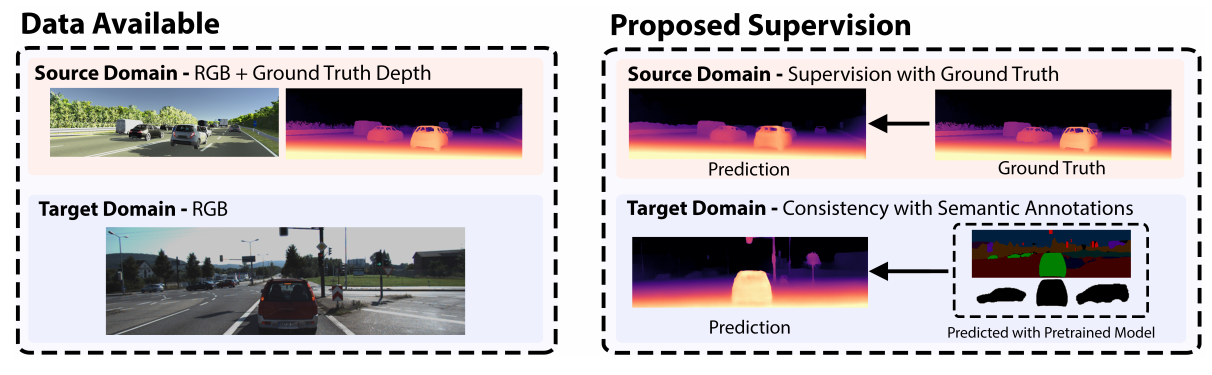 Data Available
Source Domain - RGB + Ground Truth Depth
Target Domain - RGB
Proposed Supervision
Source Domain - Supervision with Ground Truth
Prediction
Ground Truth
Target Domain - Consistency with Semantic Annotations
Prediction
Predicted with Pretrained Model